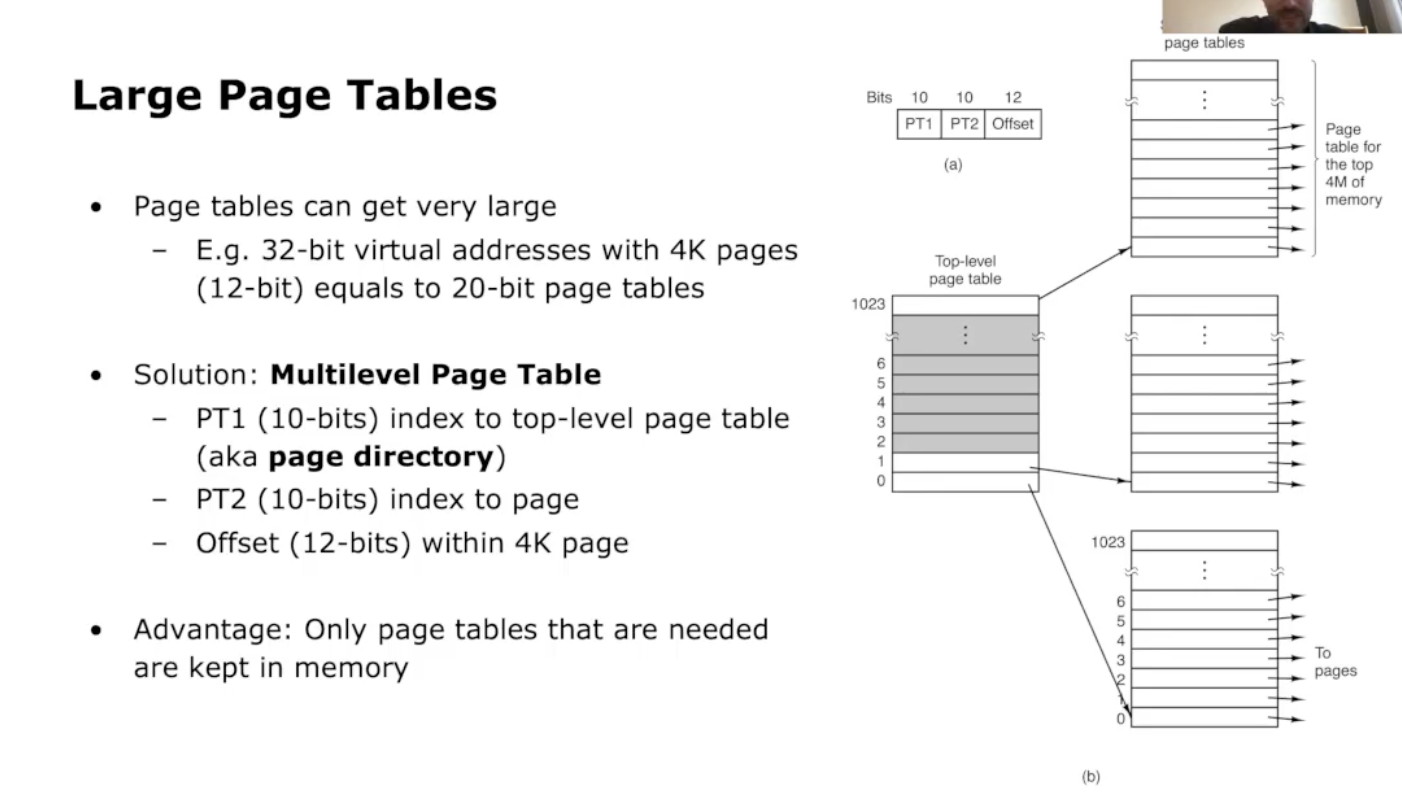 Large Page Tables
• Page tables can get very large
– E.g. 32-bit virtual addresses with 4K pages
(12-bit) equals to 20-bit page tables
• Solution: Multilevel Page Table
– PT1 (10-bits) index to top-level page table
(aka page directory)
– PT2 (10-bits) index to page
– Offset (12-bits) within 4K page
• Advantage: Only page tables that are needed
are kept in memory
Bits 10 10 12
PT1 PT2 Offset
(a)
Top-level
page table
1023
6
5
4
3
2
1
0
page tables
Page
table for
the top
4M of
memory
1023
6
5
4
3
2
1
0
To
pages
(b)